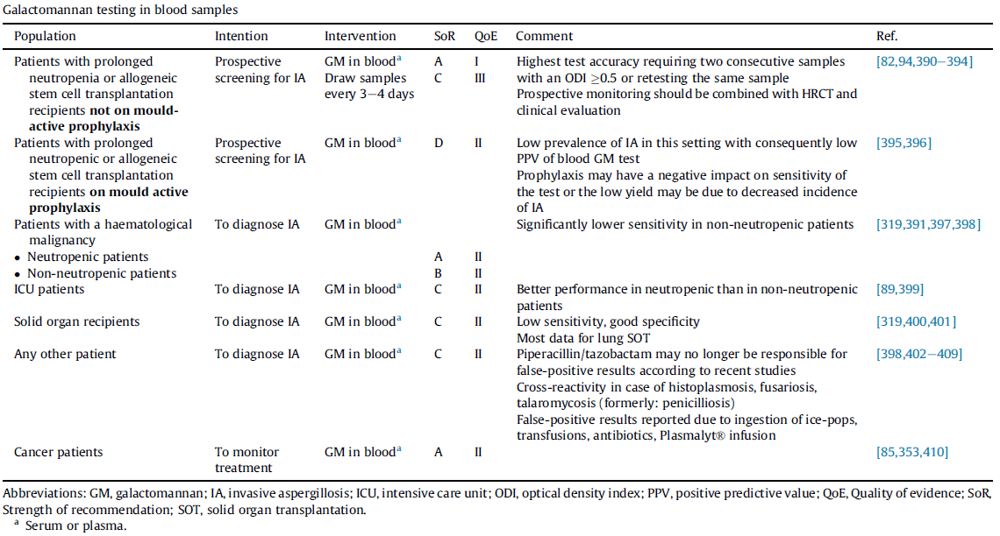 Galactomannan testing in blood samples
Population Intention Intervention SoR QoE Comment Ref.
Patients with prolonged Prospective GM in bloodᵃ A I Highest test accuracy requiring two consecutive samples [82,94,390−394]
neutropenia or allogeneic screening for IA Draw samples C III with an ODI ≥0.5 or retesting the same sample
stem cell transplantation every 3−4 days Prospective monitoring should be combined with HRCT and
recipients not on mould- clinical evaluation
active prophylaxis
Patients with prolonged Prospective GM in bloodᵃ D II Low prevalence of IA in this setting with consequently low [395,396]
neutropenic or allogeneic screening for IA PPV of blood GM test
stem cell transplantation Prophylaxis may have a negative impact on sensitivity of
recipients on mould active the test or the low yield may be due to decreased incidence
prophylaxis of IA
Patients with a haematological To diagnose IA GM in bloodᵃ Significantly lower sensitivity in non-neutropenic patients [319,391,397,398]
malignancy
• Neutropenic patients A II
• Non-neutropenic patients B II
ICU patients To diagnose IA GM in bloodᵃ C II Better performance in neutropenic than in non-neutropenic [89,399]
patients
Solid organ recipients To diagnose IA GM in bloodᵃ C II Low sensitivity, good specificity [319,400,401]
Most data for lung SOT
Any other patient To diagnose IA GM in bloodᵃ C II Piperacillin/tazobactam may no longer be responsible for [398,402−409]
false-positive results according to recent studies
Cross-reactivity in case of histoplasmosis, fusariosis,
talaromycosis (formerly: penicilliosis)
False-positive results reported due to ingestion of ice-pops,
transfusions, antibiotics, Plasmalyt® infusion
Cancer patients To monitor GM in bloodᵃ A II [85,353,410]
treatment
Abbreviations: GM, galactomannan; IA, invasive aspergillosis; ICU, intensive care unit; ODI, optical density index; PPV, positive predictive value; QoE, Quality of evidence; SoR,
Strength of recommendation; SOT, solid organ transplantation.
ᵃ Serum or plasma.